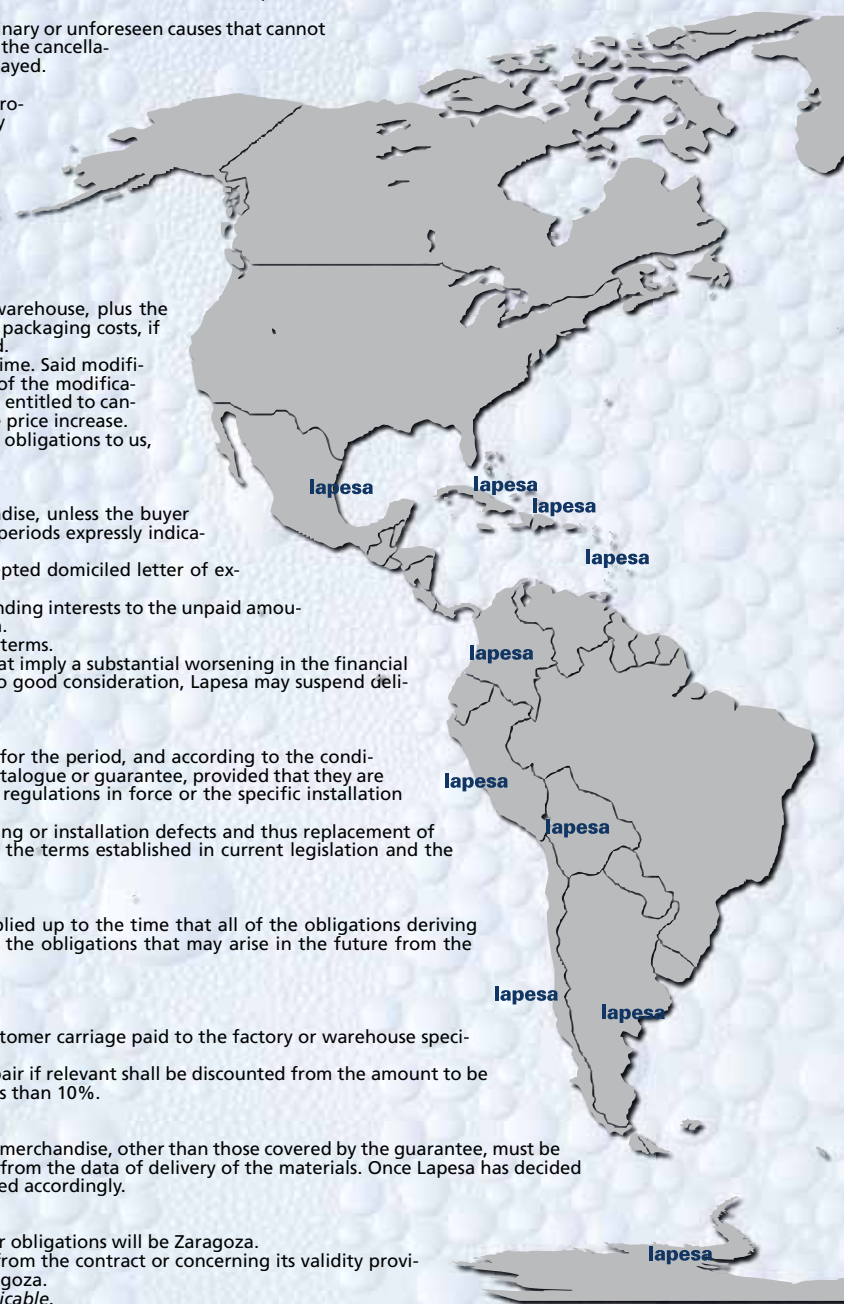 inary or unforeseen causes that cannot
the cancella-
ayed.
ro-
y
warehouse, plus the
packaging costs, if
d.
ime. Said modifi-
of the modifica-
entitled to can-
price increase.
obligations to us,
lapesa
lapesa
lapesa
ndise, unless the buyer
periods expressly indica-
lapesa
epted domiciled letter of ex-
nding interests to the unpaid amou-
n.
terms.
at imply a substantial worsening in the financial
o good consideration, Lapesa may suspend deli-
lapesa
for the period, and according to the condi-
talogue or guarantee, provided that they are
regulations in force or the specific installation
lapesa
ing or installation defects and thus replacement of
the terms established in current legislation and the
lapesa
plied up to the time that all of the obligations deriving
the obligations that may arise in the future from the
lapesa
lapesa
stomer carriage paid to the factory or warehouse speci-
pair if relevant shall be discounted from the amount to be
s than 10%.
merchandise, other than those covered by the guarantee, must be
from the data of delivery of the materials. Once Lapesa has decided
ed accordingly.
r obligations will be Zaragoza.
from the contract or concerning its validity provi-
goza.
icable.
lapesa